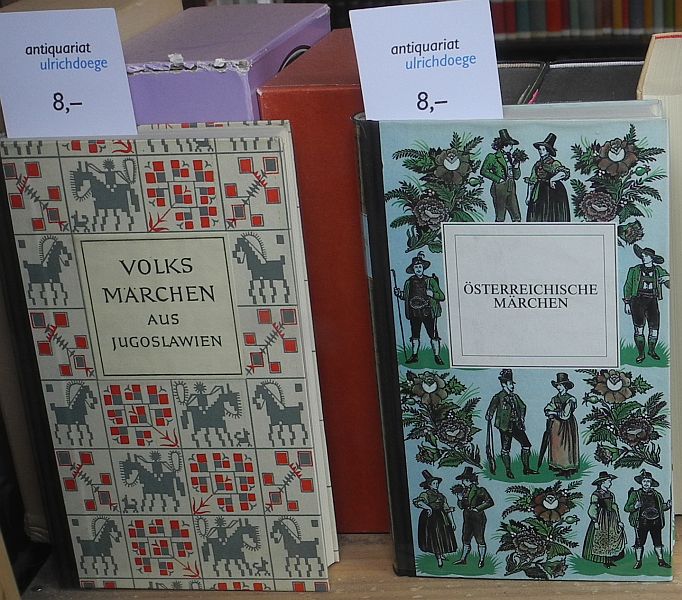 antiquariat
ulrichdoege
8,–
antiquariat
ulrichdoege
8,–
VOLKS
MÄRCHEN
AUS
JUGOSLAWIEN
ÖSTERREICHISCHE
MÄRCHEN